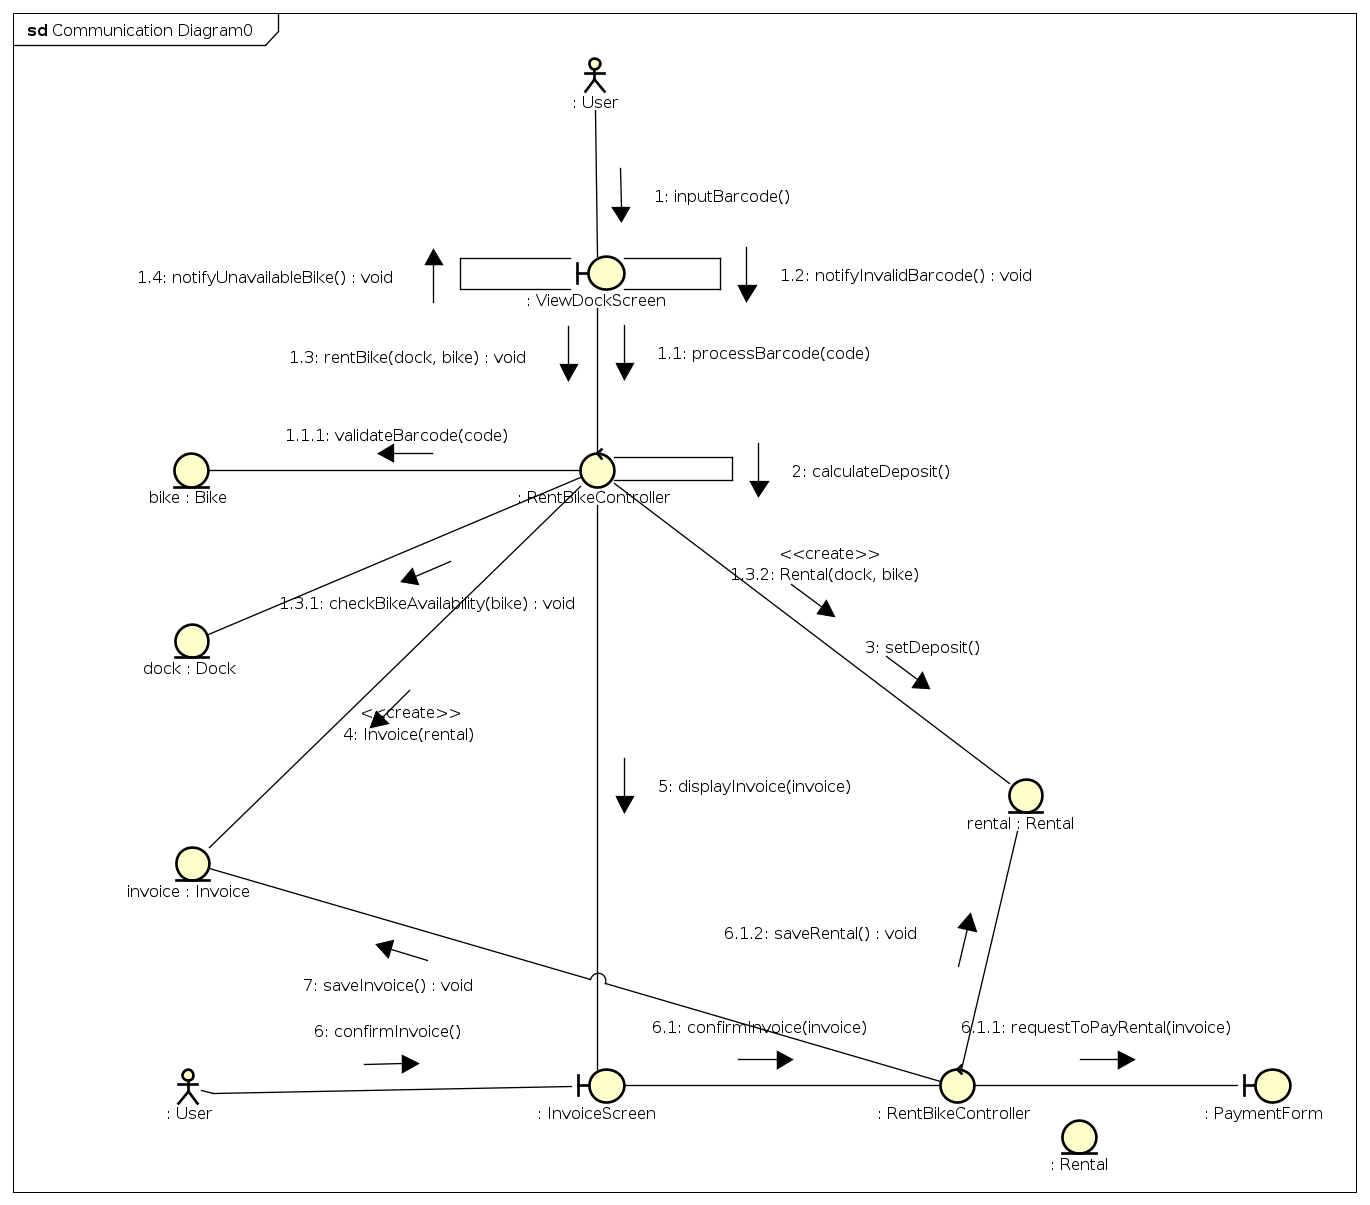 sd Communication Diagram0
: User
1: inputBarcode()
1.4: notifyUnavailableBike() : void
1.2: notifyInvalidBarcode() : void
: ViewDockScreen
1.3: rentBike(dock, bike) : void
1.1: processBarcode(code)
1.1.1: validateBarcode(code)
2: calculateDeposit()
bike : Bike
: RentBikeController
<<create>>
1.3.2: Rental(dock, bike)
1.3.1: checkBikeAvailability(bike) : void
3: setDeposit()
dock : Dock
<<create>>
4: Invoice(rental)
5: displayInvoice(invoice)
rental : Rental
invoice : Invoice
6.1.2: saveRental() : void
7: saveInvoice() : void
6: confirmInvoice()
6.1: confirmInvoice(invoice)
6.1.1: requestToPayRental(invoice)
: User
: InvoiceScreen
: RentBikeController
: PaymentForm
: Rental